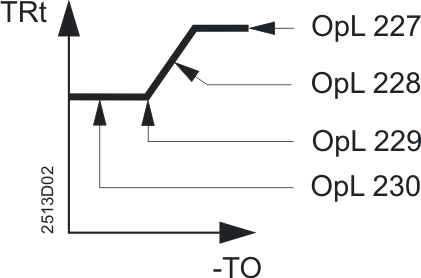 TRt
OpL 227
OpL 228
OpL 229
OpL 230
2513D02
-TO